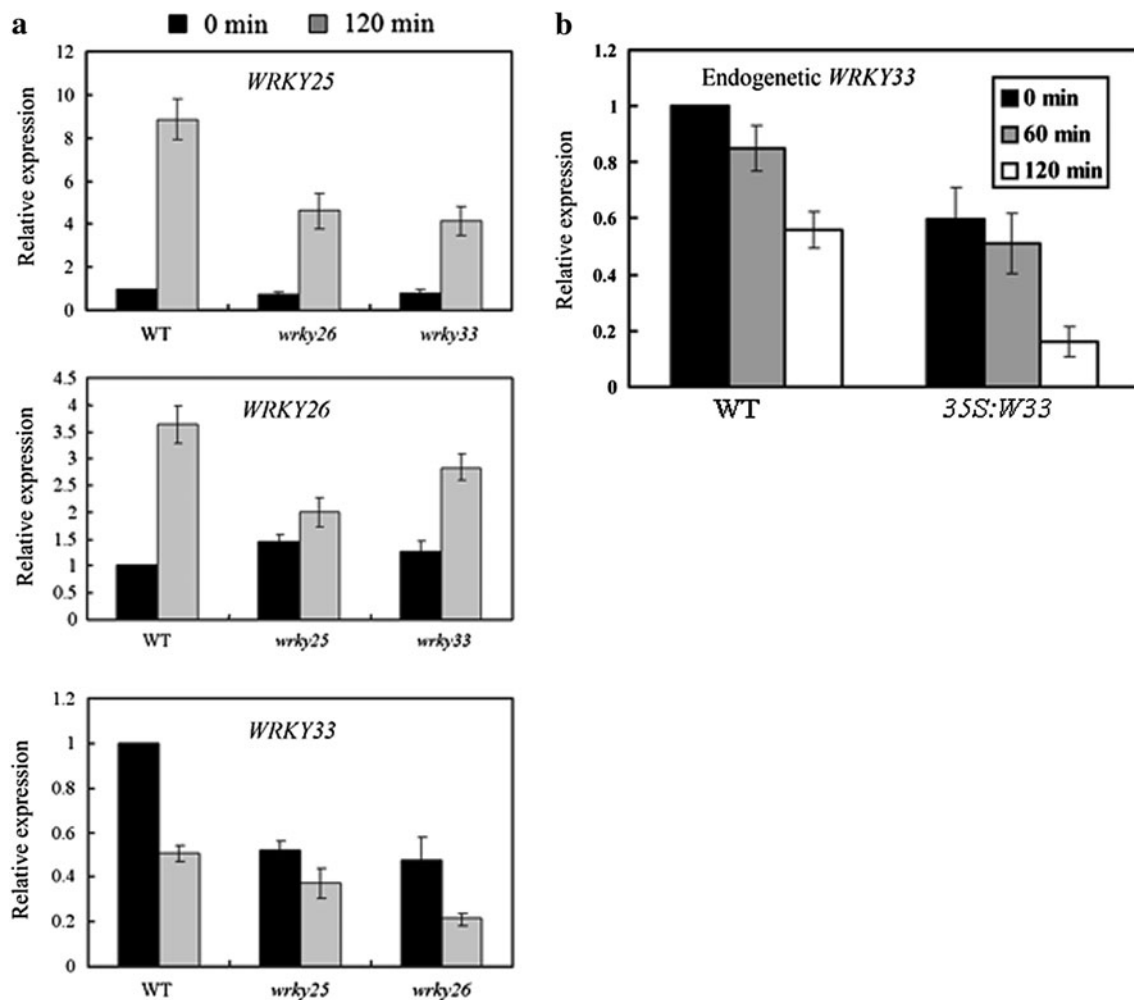 a
0 min
120 min
12
10
8
6
4
2
0
Relative expression
WRKY25
WT
wrky26
wrky33
4.5
4
3.5
3
2.5
2
1.5
1
0.5
0
Relative expression
WRKY26
WT
wrky25
wrky33
1.2
1
0.8
0.6
0.4
0.2
0
Relative expression
WRKY33
WT
wrky25
wrky26
b
1.2
1
0.8
0.6
0.4
0.2
0
Relative expression
Endogenetic WRKY33
0 min
60 min
120 min
WT
35S:W33